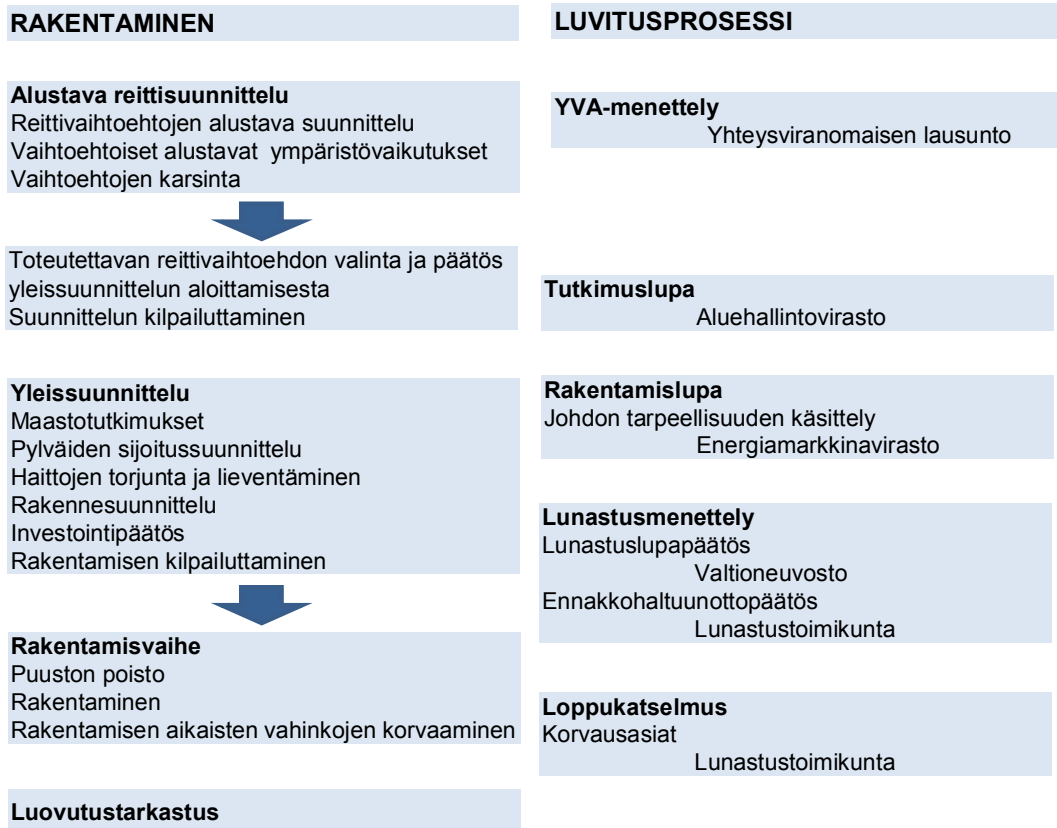 RAKENTAMINEN
Alustava reittisuunnittelu
Reittivaihtoehtojen alustava suunnittelu
Vaihtoehtoiset alustavat ympäristövaikutukset
Vaihtoehtojen karsinta
Toteutettavan reittivaihtoehdon valinta ja päätös
yleissuunnittelun aloittamisesta
Suunnittelun kilpailuttaminen
Yleissuunnittelu
Maastotutkimukset
Pylväiden sijoitussuunnittelu
Haittojen torjunta ja lieventäminen
Rakennesuunnittelu
Investointipäätös
Rakentamisen kilpailuttaminen
Rakentamisvaihe
Puuston poisto
Rakentaminen
Rakentamisen aikaisten vahinkojen korvaaminen
Luovutustarkastus
LUVITUSPROSESSI
YVA-menettely
Yhteysviranomaisen lausunto
Tutkimuslupa
Aluehallintovirasto
Rakentamislupa
Johdon tarpeellisuuden käsittely
Energiamarkkinavirasto
Lunastusmenettely
Lunastuslupapäätös
Valtioneuvosto
Ennakkohaltuunottopäätös
Lunastustoimikunta
Loppukatselmus
Korvausasiat
Lunastustoimikunta